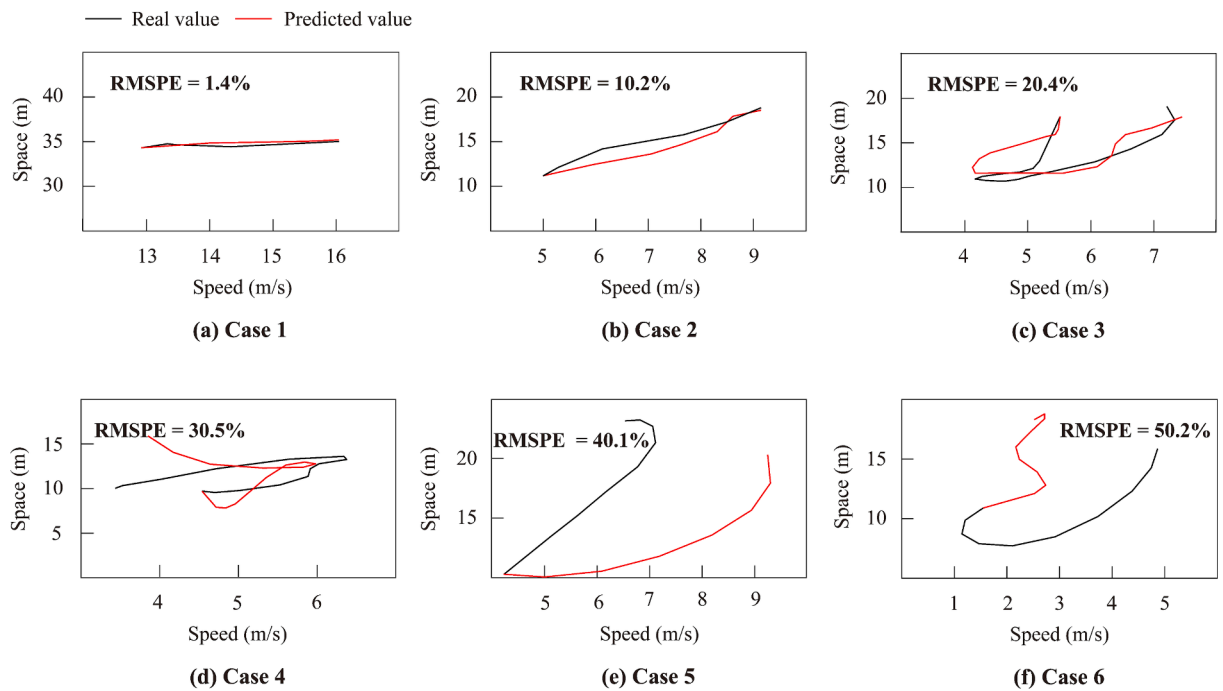 Real value Predicted value
RMSPE = 1.4%
40
35
30
Space (m)
13 14 15 16
Speed (m/s)
(a) Case 1
RMSPE = 10.2%
20
15
10
Space (m)
5 6 7 8 9
Speed (m/s)
(b) Case 2
RMSPE = 20.4%
20
15
10
Space (m)
4 5 6 7
Speed (m/s)
(c) Case 3
RMSPE = 30.5%
15
10
5
Space (m)
4 5 6
Speed (m/s)
(d) Case 4
RMSPE = 40.1%
20
15
Space (m)
5 6 7 8 9
Speed (m/s)
(e) Case 5
RMSPE = 50.2%
15
10
Space (m)
1 2 3 4 5
Speed (m/s)
(f) Case 6